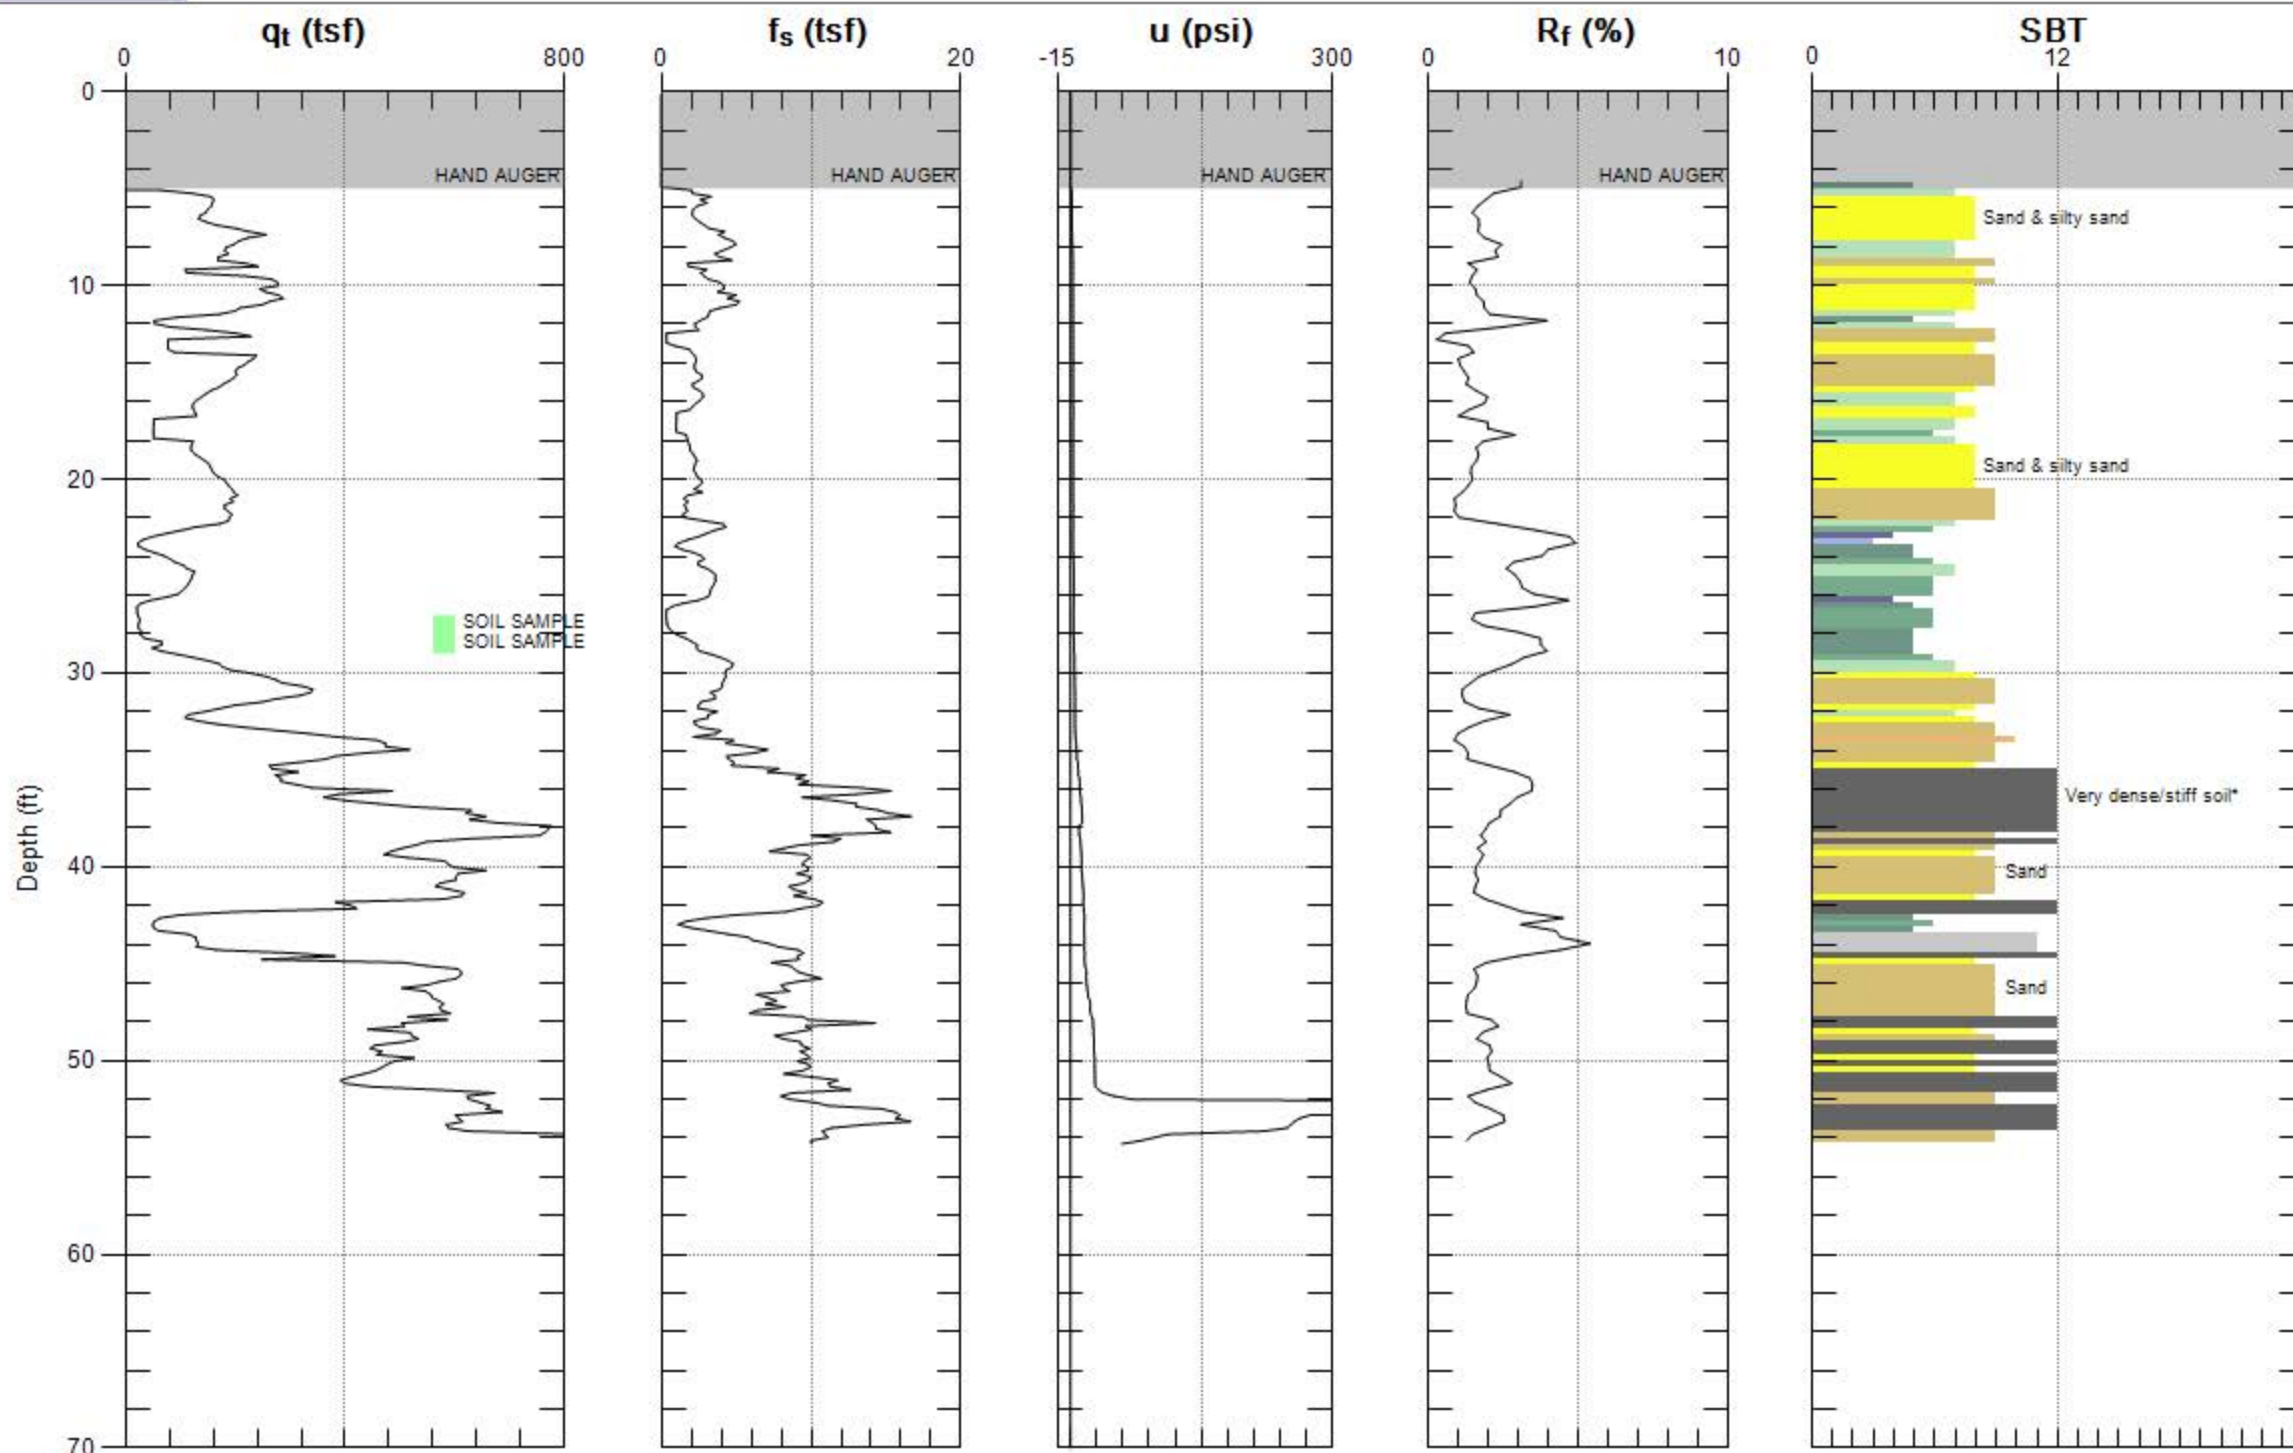 qt (tsf)
fs (tsf)
u (psi)
Rf (%)
SBT
0 800
0 20
-15 300
0 10
0 12
0
HAND AUGER
HAND AUGER
HAND AUGER
HAND AUGER
Sand & silty sand
10
Sand & silty sand
20
SOIL SAMPLE
SOIL SAMPLE
30
Very dense/stiff soil*
Depth (ft)
40
Sand
Sand
50
60
70